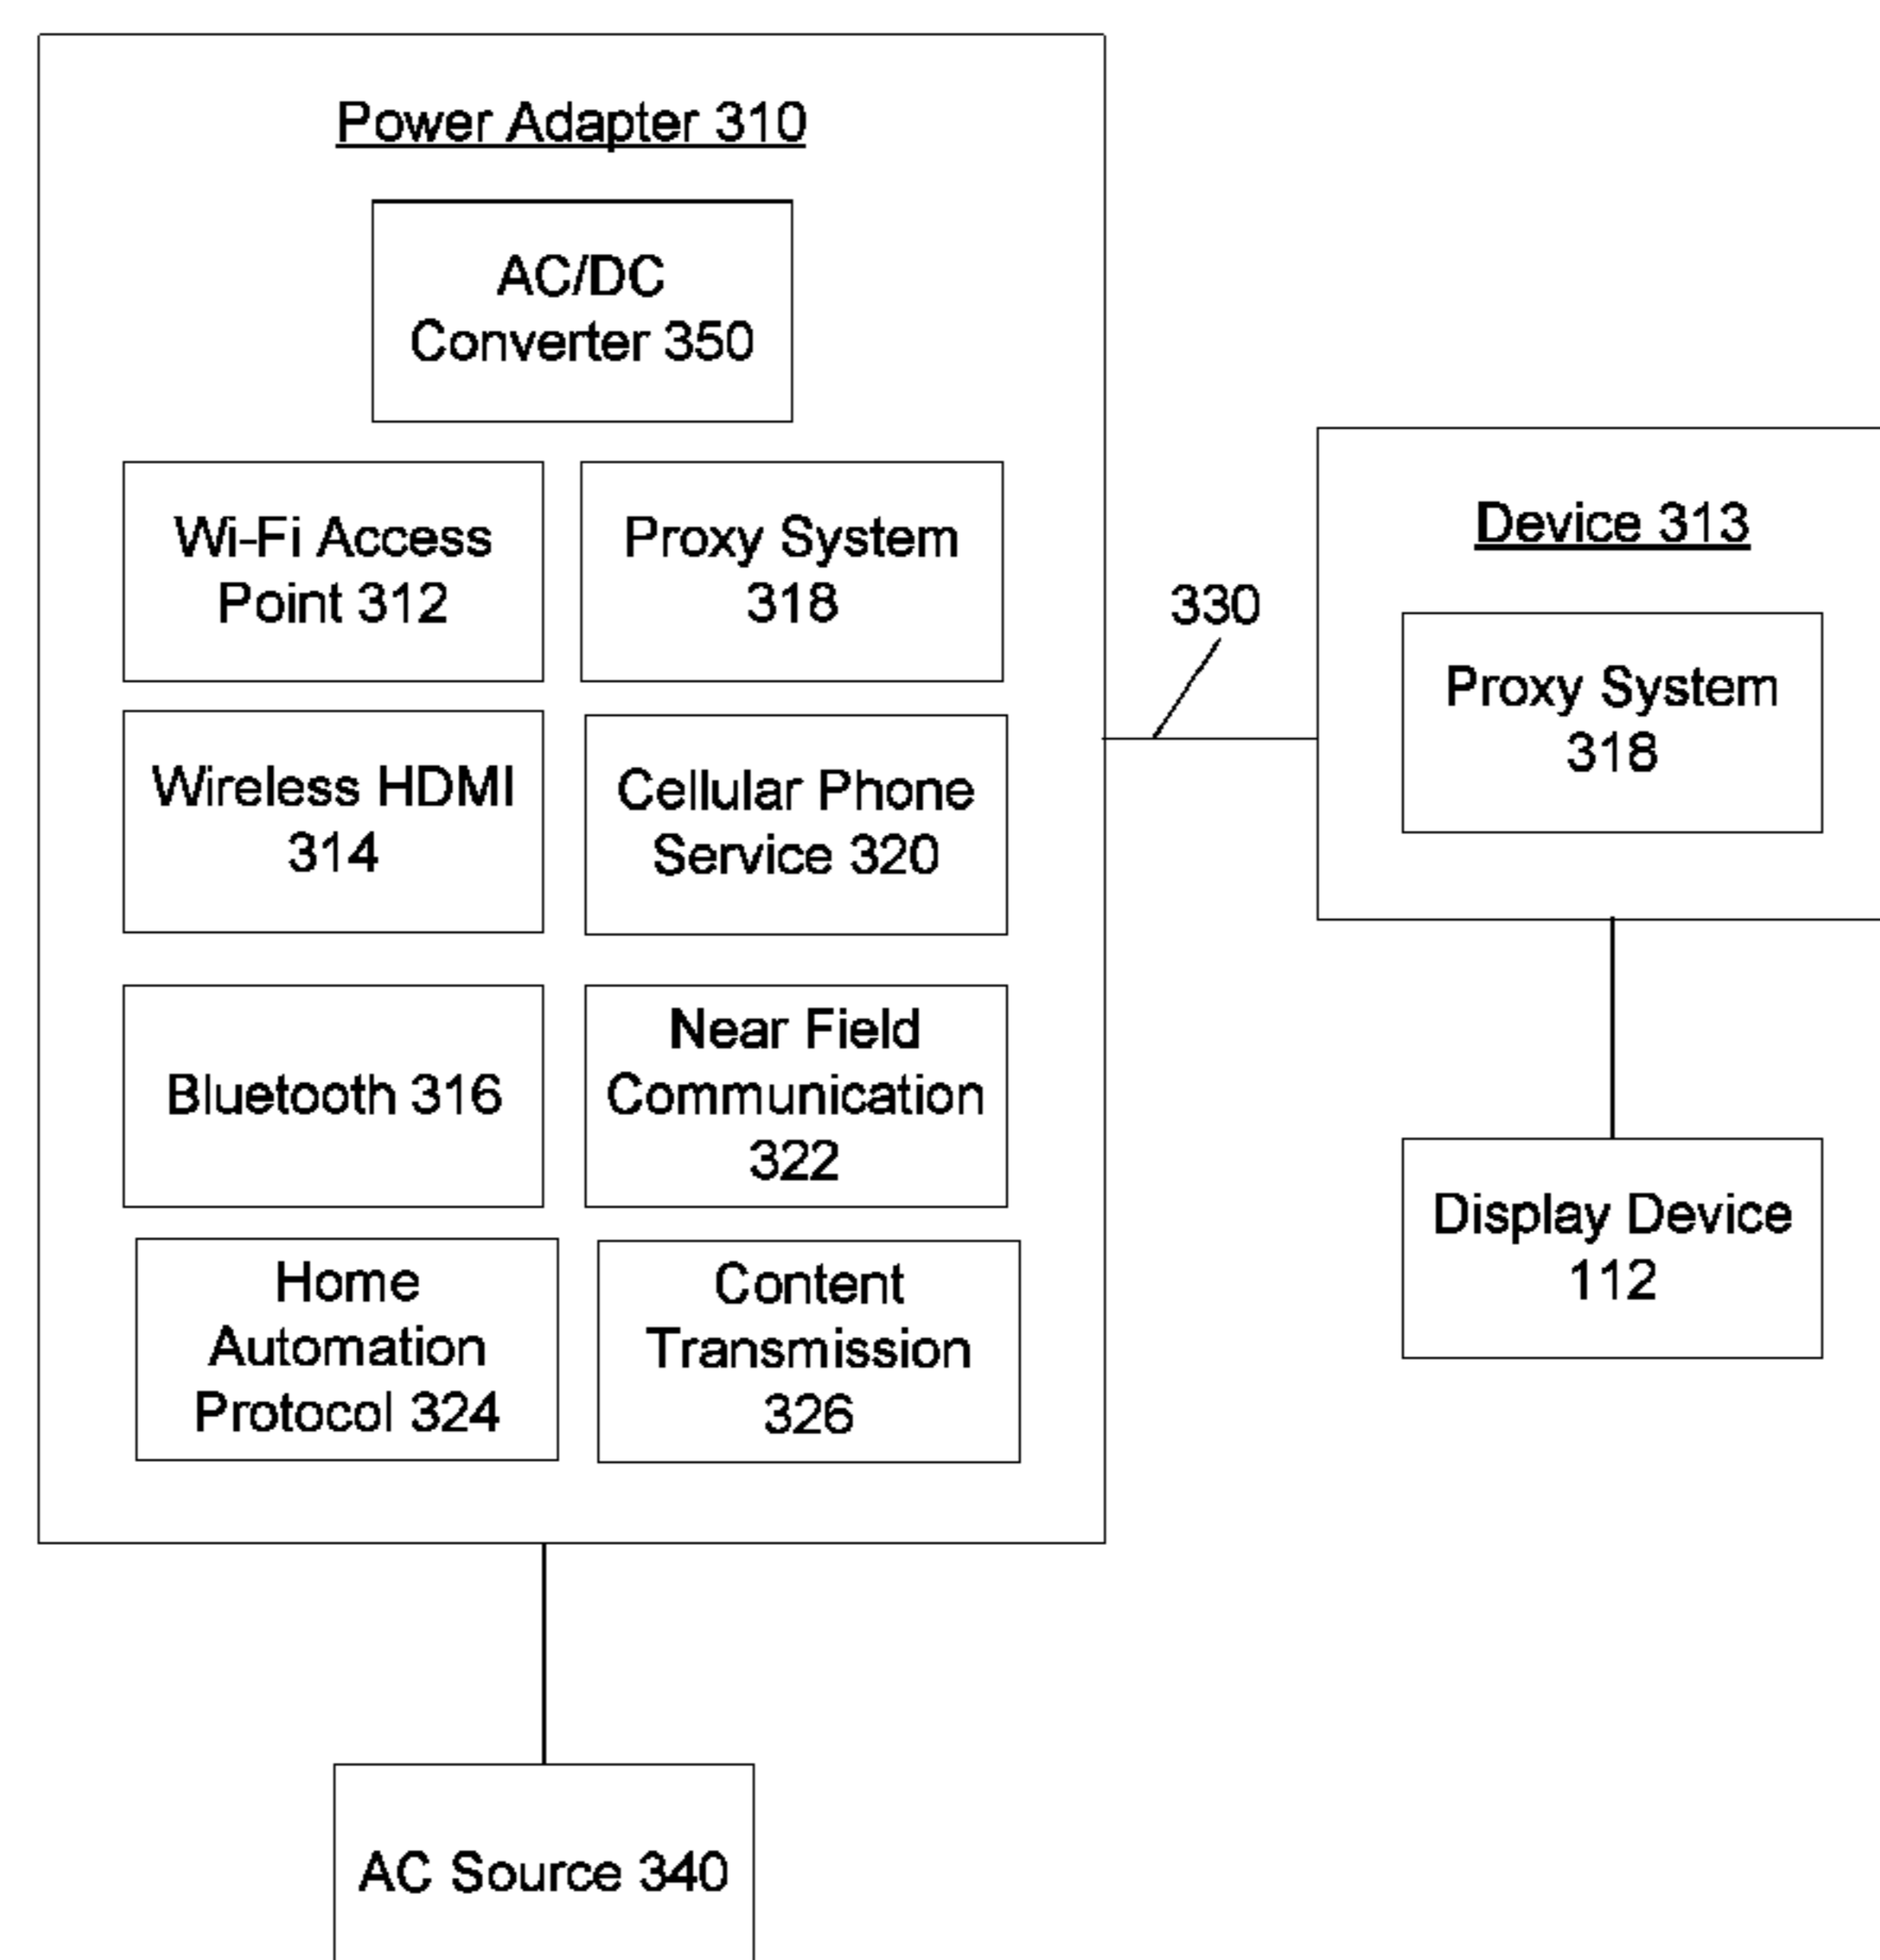 Power Adapter 310
AC/DC
Converter 350
Wi-Fi Access
Point 312
Proxy System
318
Wireless HDMI
314
Cellular Phone
Service 320
Bluetooth 316
Near Field
Communication
322
Home
Automation
Protocol 324
Content
Transmission
326
330
Device 313
Proxy System
318
Display Device
112
AC Source 340